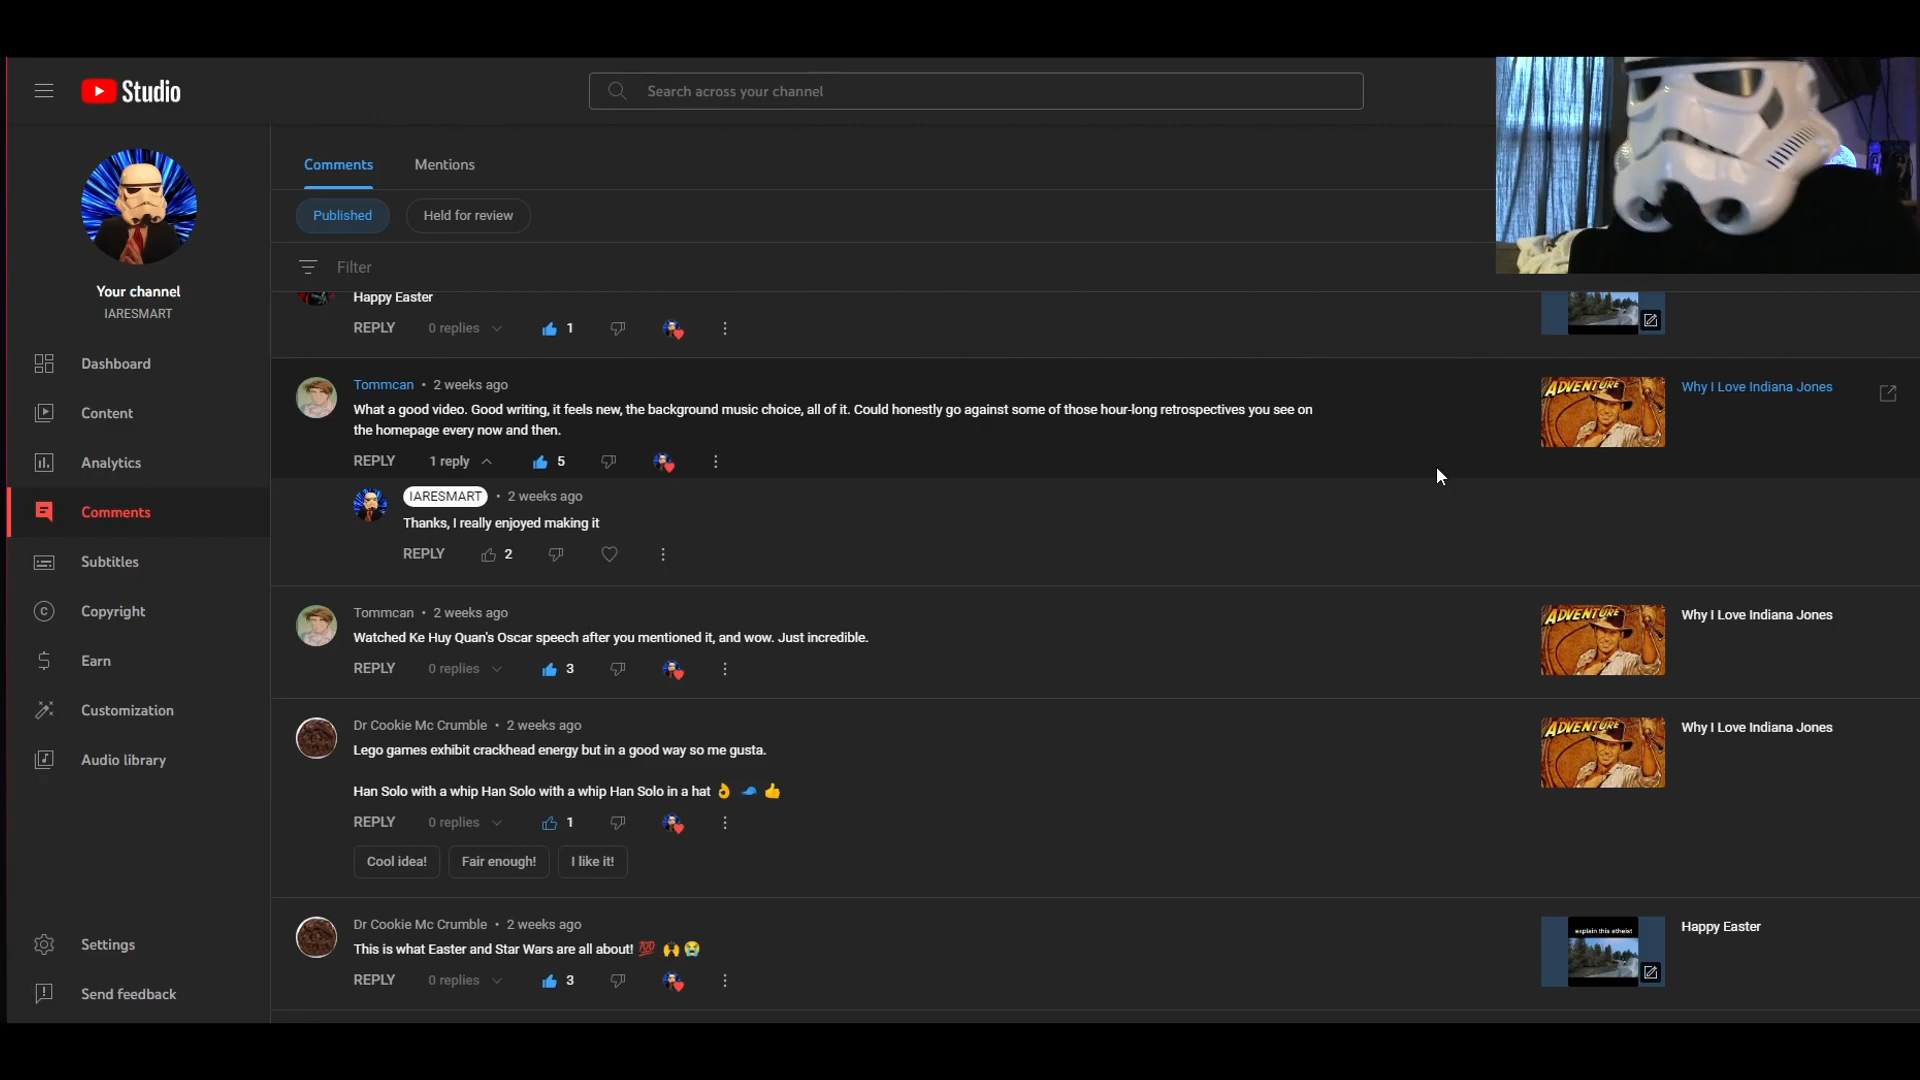 Studio
Search across your channel
Your channel
IARESMART
Dashboard
Content
Analytics
Comments
Subtitles
Copyright
Earn
Customization
Audio library
Settings
Send feedback
Comments Mentions
Published Held for review
Filter
Happy Easter
REPLY 0 replies 1
Tommcan • 2 weeks ago
What a good video. Good writing, it feels new, the background music choice, all of it. Could honestly go against some of those hour-long retrospectives you see on
the homepage every now and then.
REPLY 1 reply 5
ADVENTURE
Why I Love Indiana Jones
IARESMART • 2 weeks ago
Thanks, I really enjoyed making it
REPLY 2
Tommcan • 2 weeks ago
Watched Ke Huy Quan's Oscar speech after you mentioned it, and wow. Just incredible.
REPLY 0 replies 3
ADVENTURE
Why I Love Indiana Jones
Dr Cookie Mc Crumble • 2 weeks ago
Lego games exhibit crackhead energy but in a good way so me gusta.
Han Solo with a whip Han Solo with a whip Han Solo in a hat 👌 🧢 👍
REPLY 0 replies 1
Cool idea! Fair enough! I like it!
ADVENTURE
Why I Love Indiana Jones
Dr Cookie Mc Crumble • 2 weeks ago
This is what Easter and Star Wars are all about! 💯 🙌 😭
REPLY 0 replies 3
explain this atheist
Happy Easter